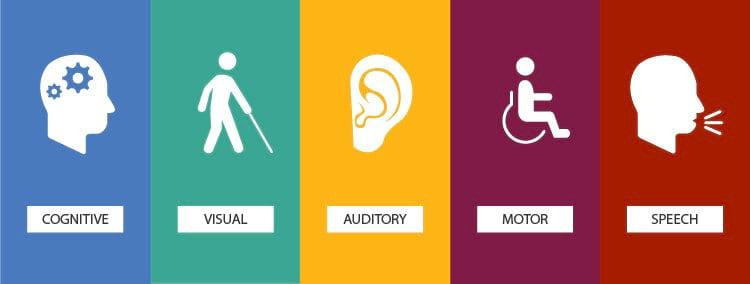 COGNITIVE
VISUAL
AUDITORY
MOTOR
SPEECH